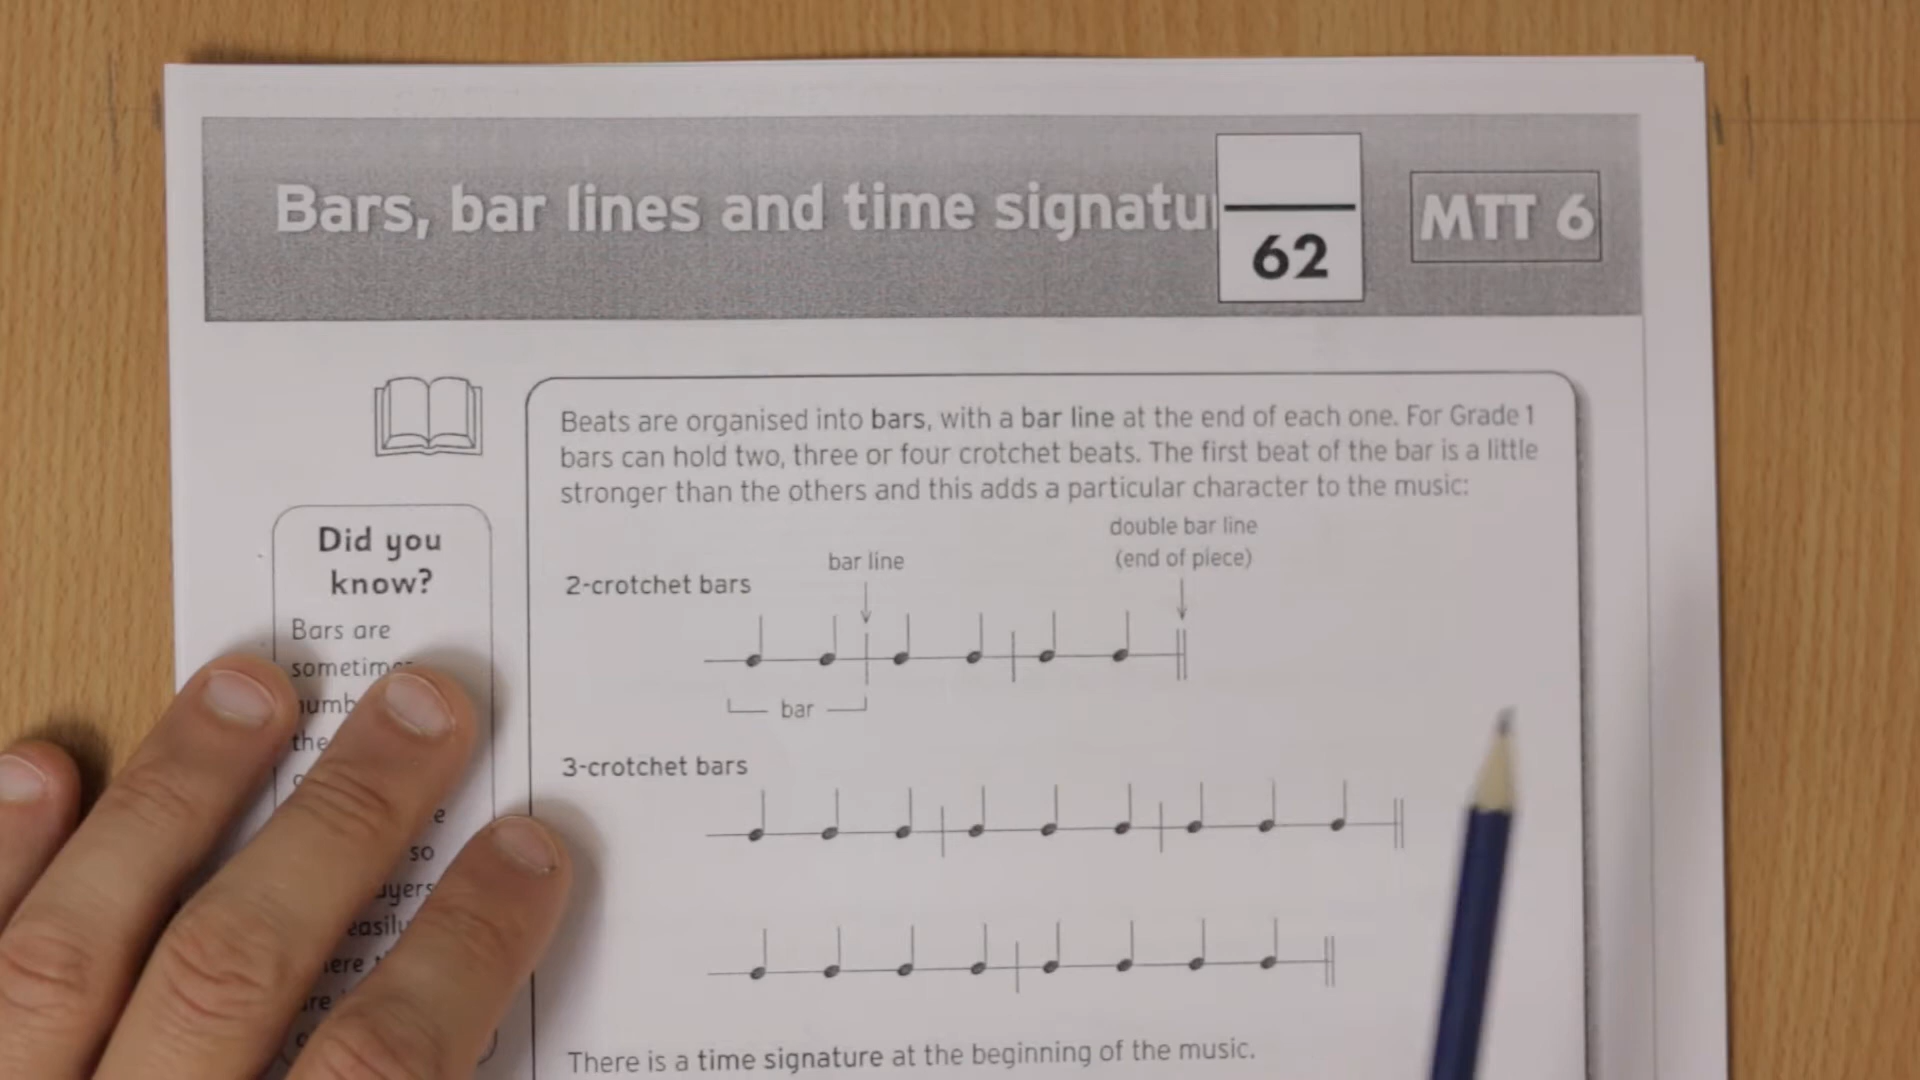 Bars, bar lines and time
62
MTT 6
Beats are organised into bars, with a bar line at the end of each one. For Grade 1
bars can hold two, three or four crotchet beats. The first beat of the bar is a little
stronger than the others and this adds a particular character to the music:
Did you
know?
Bars are
the
so
double bar line
(end of piece)
bar line
2-crotchet bars
bar
3-crotchet bars
There is a time signature at the beginning of the music.